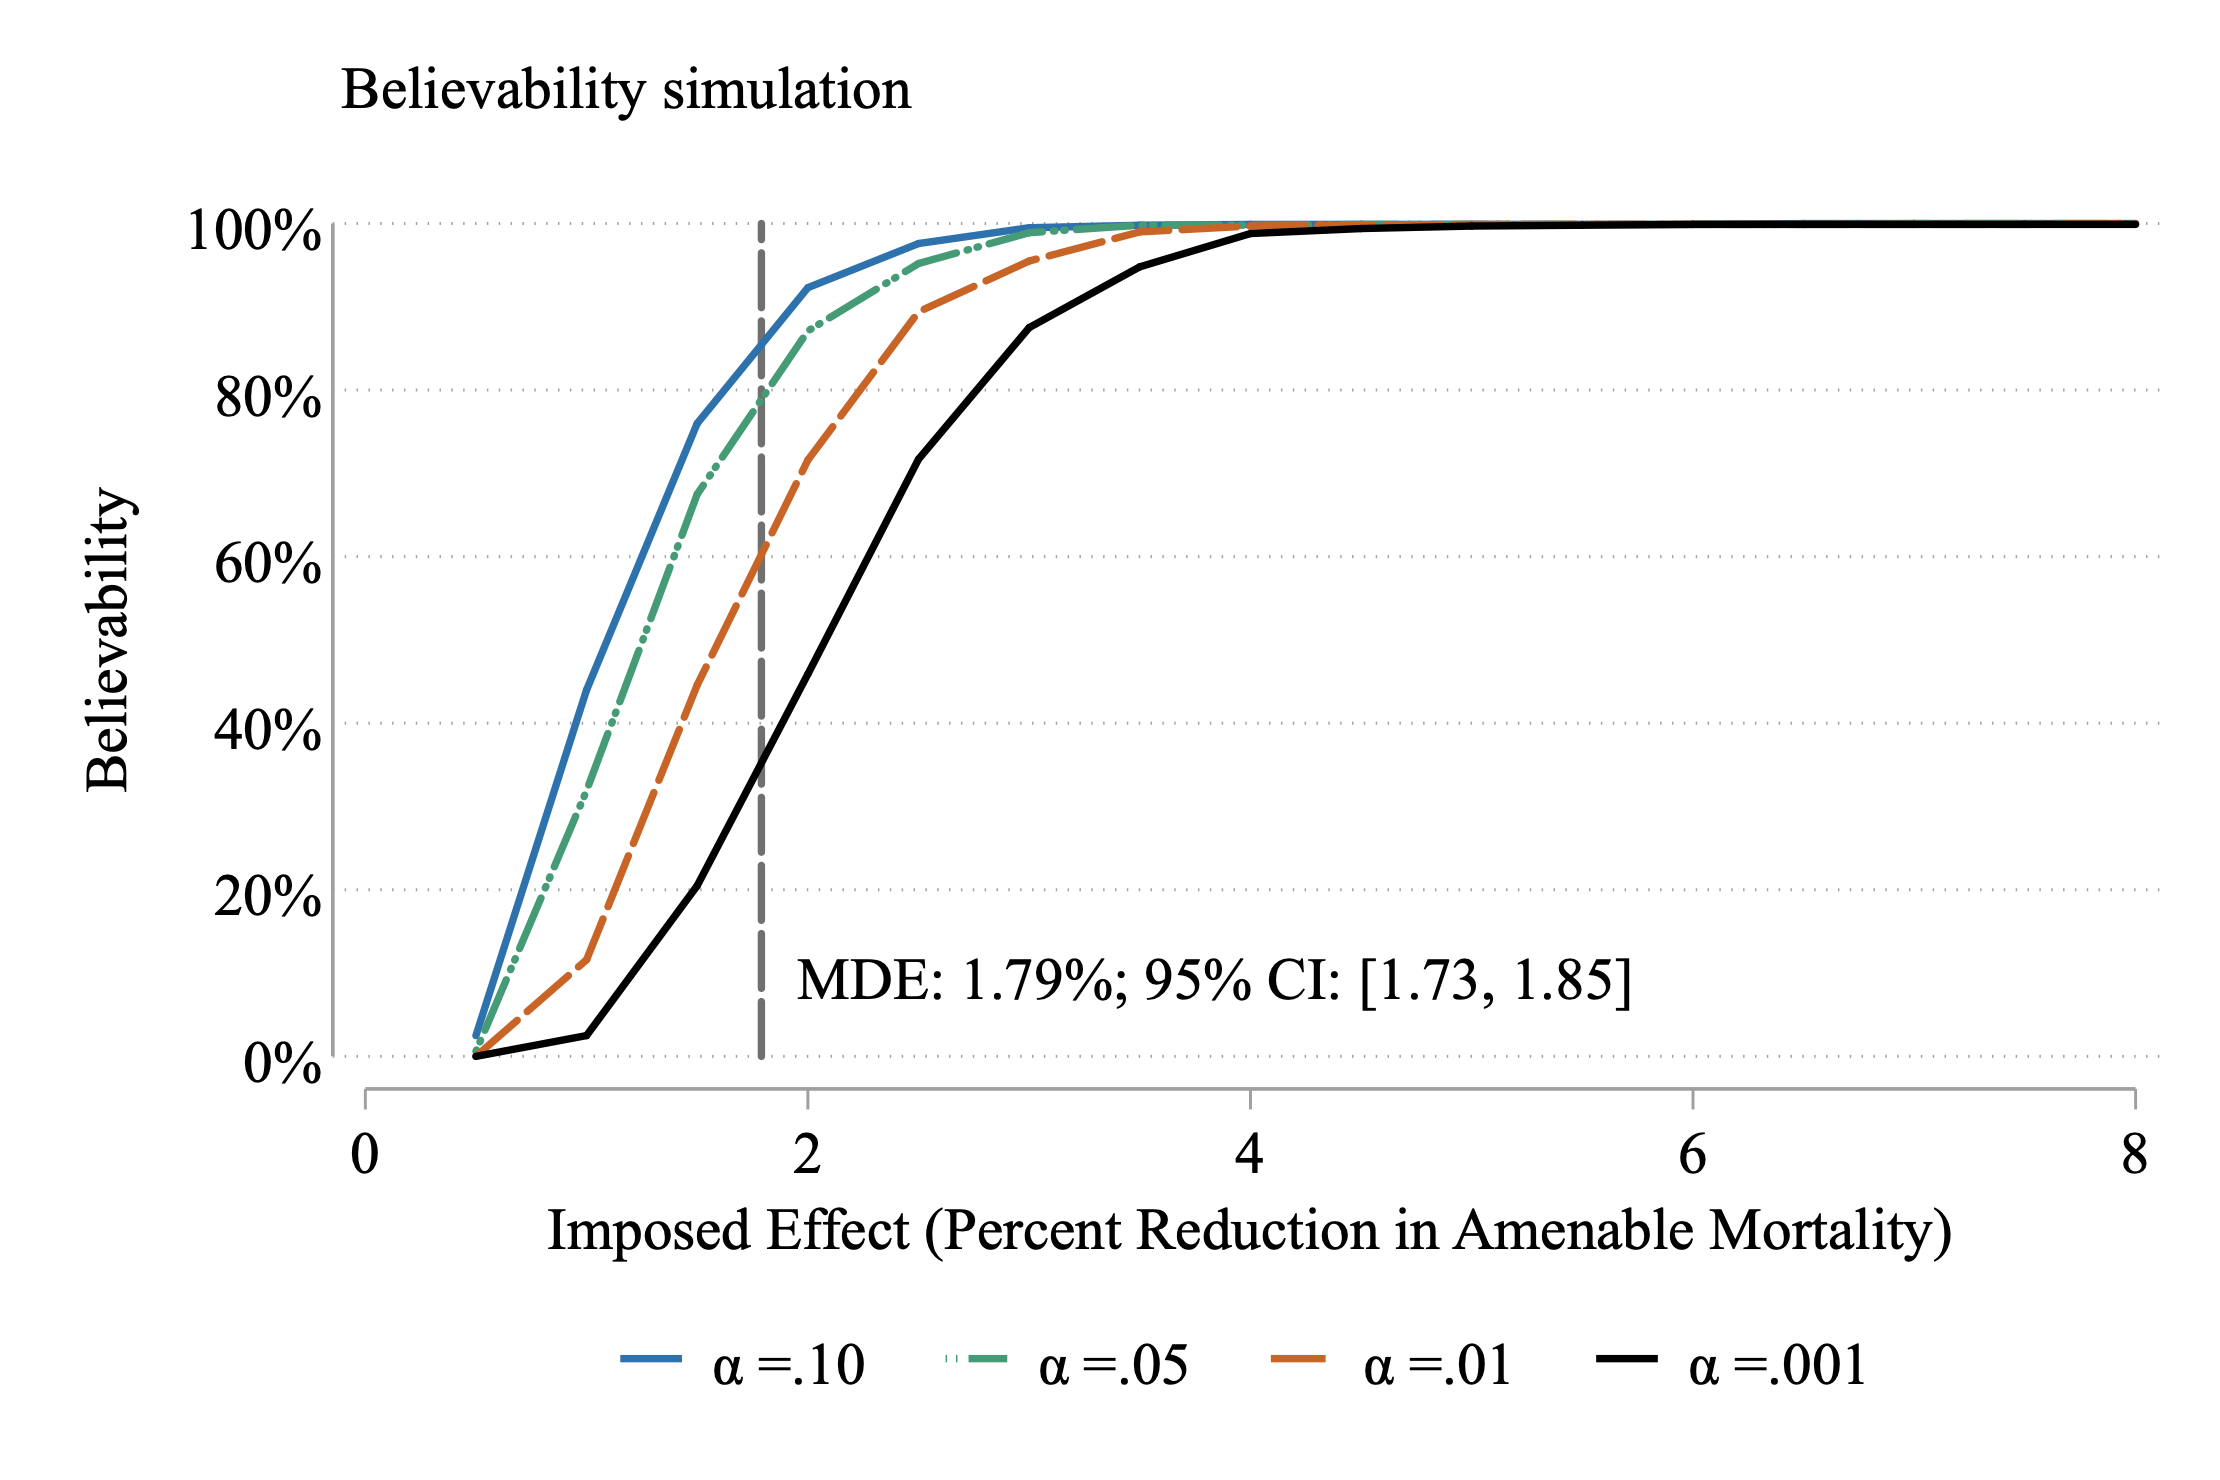 Believability simulation
100%
80%
60%
40%
20%
0%
Believability
MDE: 1.79%; 95% CI: [1.73, 1.85]
0 2 4 6 8
Imposed Effect (Percent Reduction in Amenable Mortality)
α =.10 α =.05 α =.01 α =.001